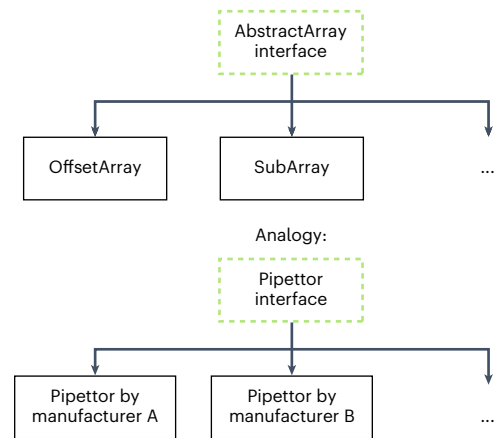 AbstractArray
interface
OffsetArray
SubArray
...
Analogy:
Pipettor
interface
Pipettor by
manufacturer A
Pipettor by
manufacturer B
...